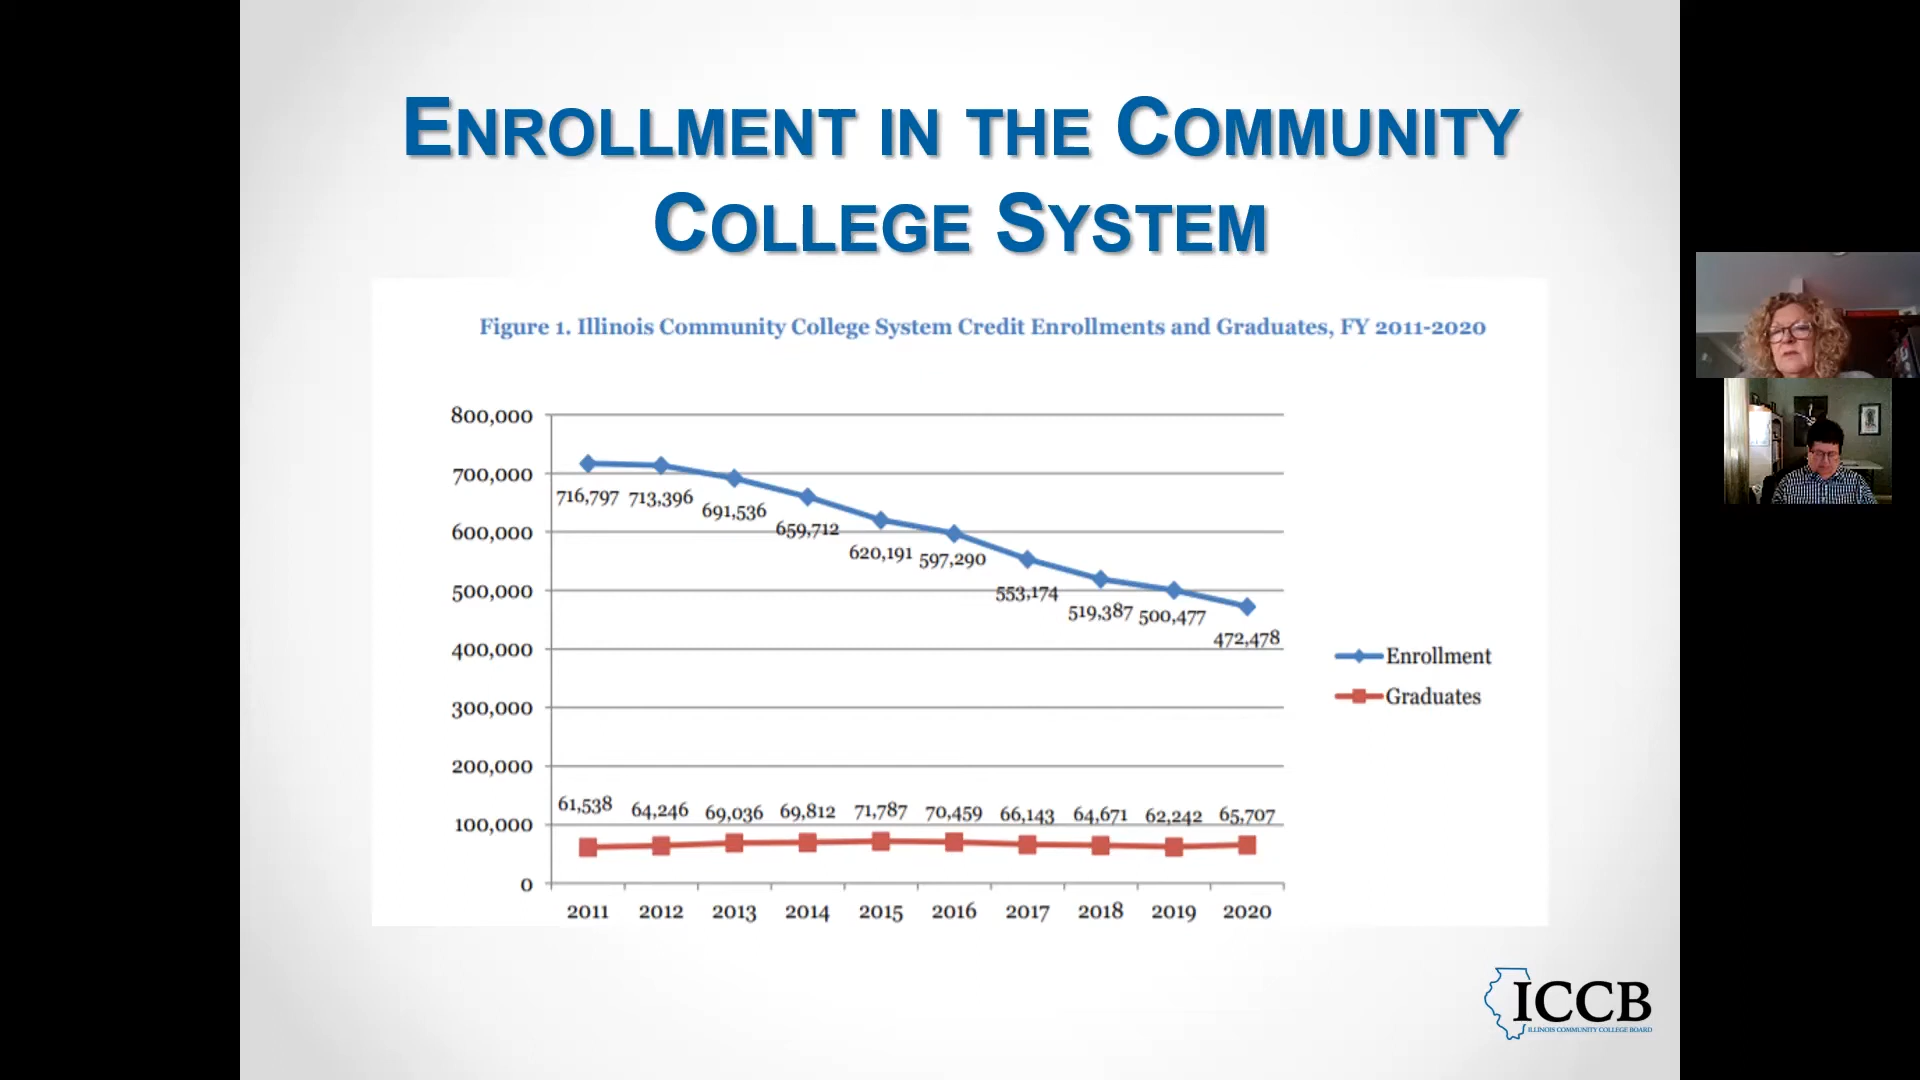 ENROLLMENT IN THE COMMUNITY
COLLEGE SYSTEM
Figure 1. Illinois Community College System Credit Enrollments and Graduates, FY 2011-2020
800,000
700,000
600,000
500,000
400,000
300,000
200,000
100,000
0
716,797 713,396
691,536
659,712
620,191 597,290
553,174
519,387 500,477
472,478
Enrollment
Graduates
61,538 64,246 69,036 69,812 71,787 70,459 66,143 64,671 62,242 65,707
2011 2012 2013 2014 2015 2016 2017 2018 2019 2020
ICCB
ILLINOIS COMMUNITY COLLEGE BOARD